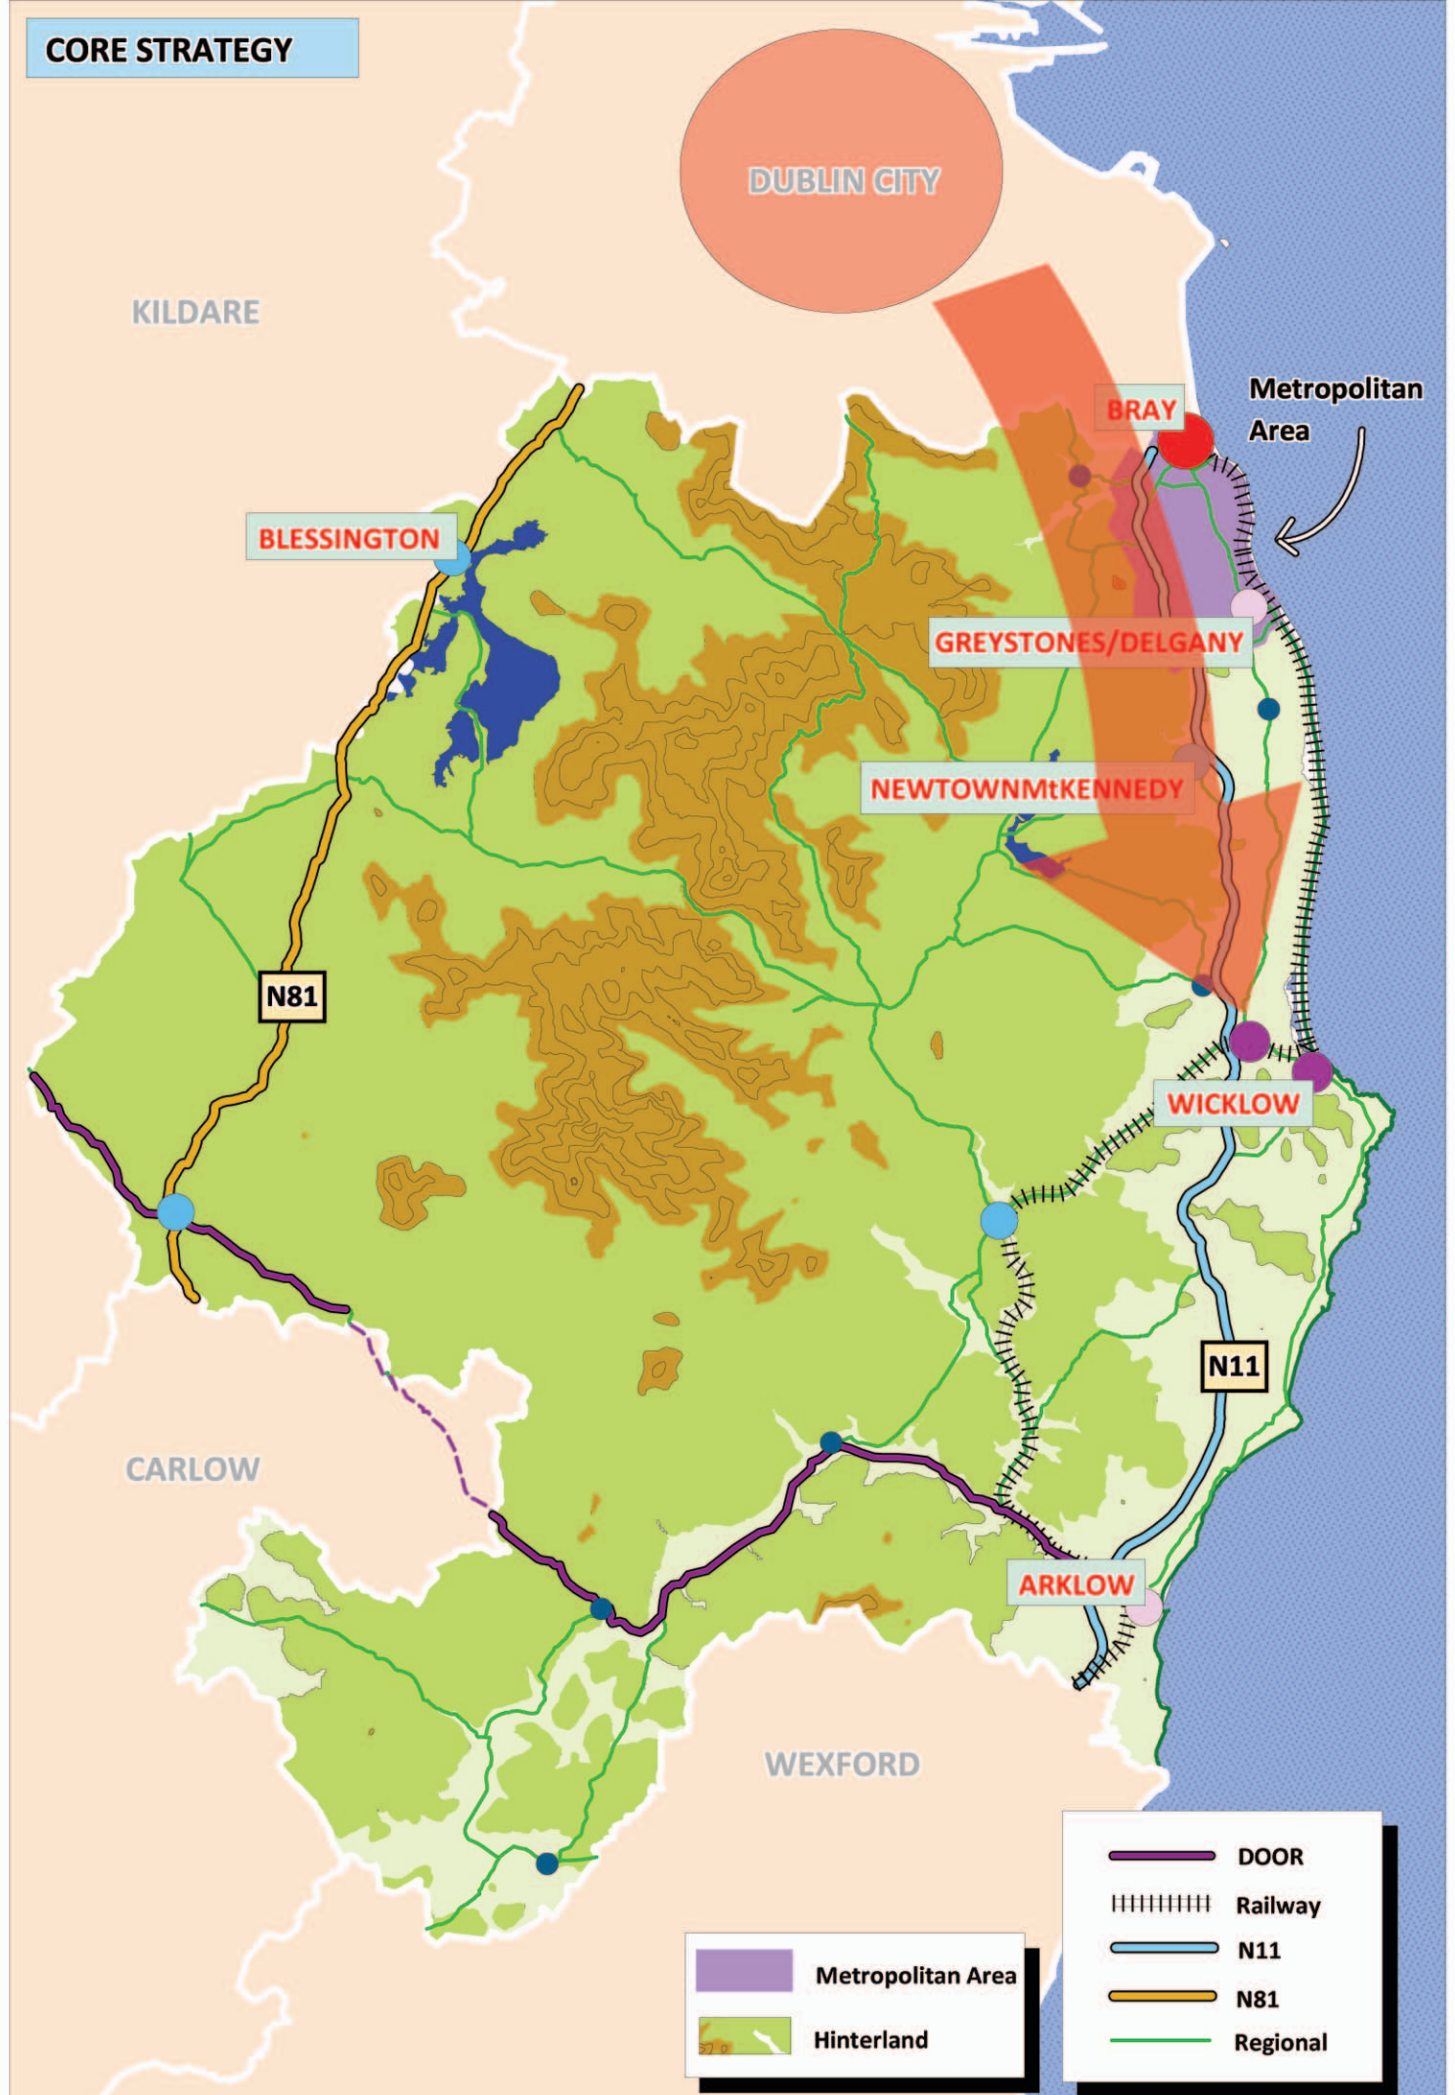 CORE STRATEGY
DUBLIN CITY
KILDARE
Metropolitan
Area
BRAY
BLESSINGTON
GREYSTONES/DELGANY
NEWTOWNMtKENNEDY
N81
WICKLOW
N11
CARLOW
ARKLOW
WEXFORD
DOOR
Railway
N11
N81
Regional
Metropolitan Area
Hinterland